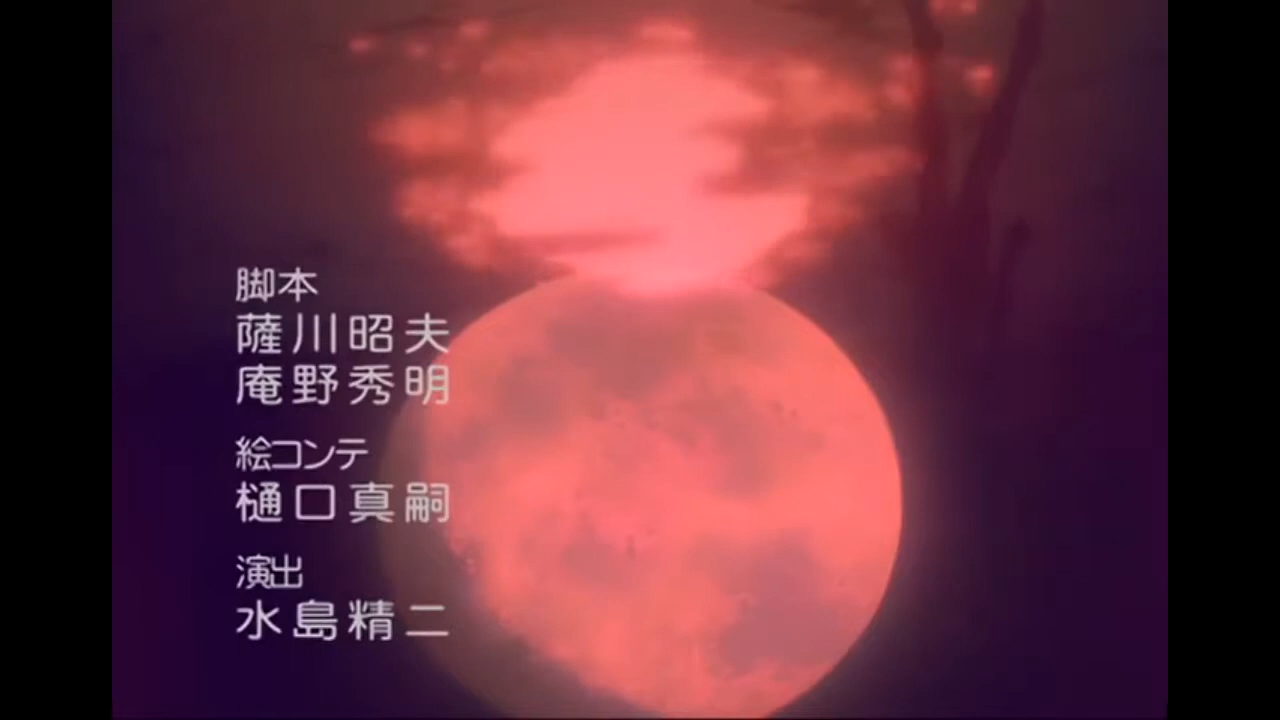 脚本
薩川昭夫
庵野秀明
絵コンテ
樋口真嗣
演出
水島精二